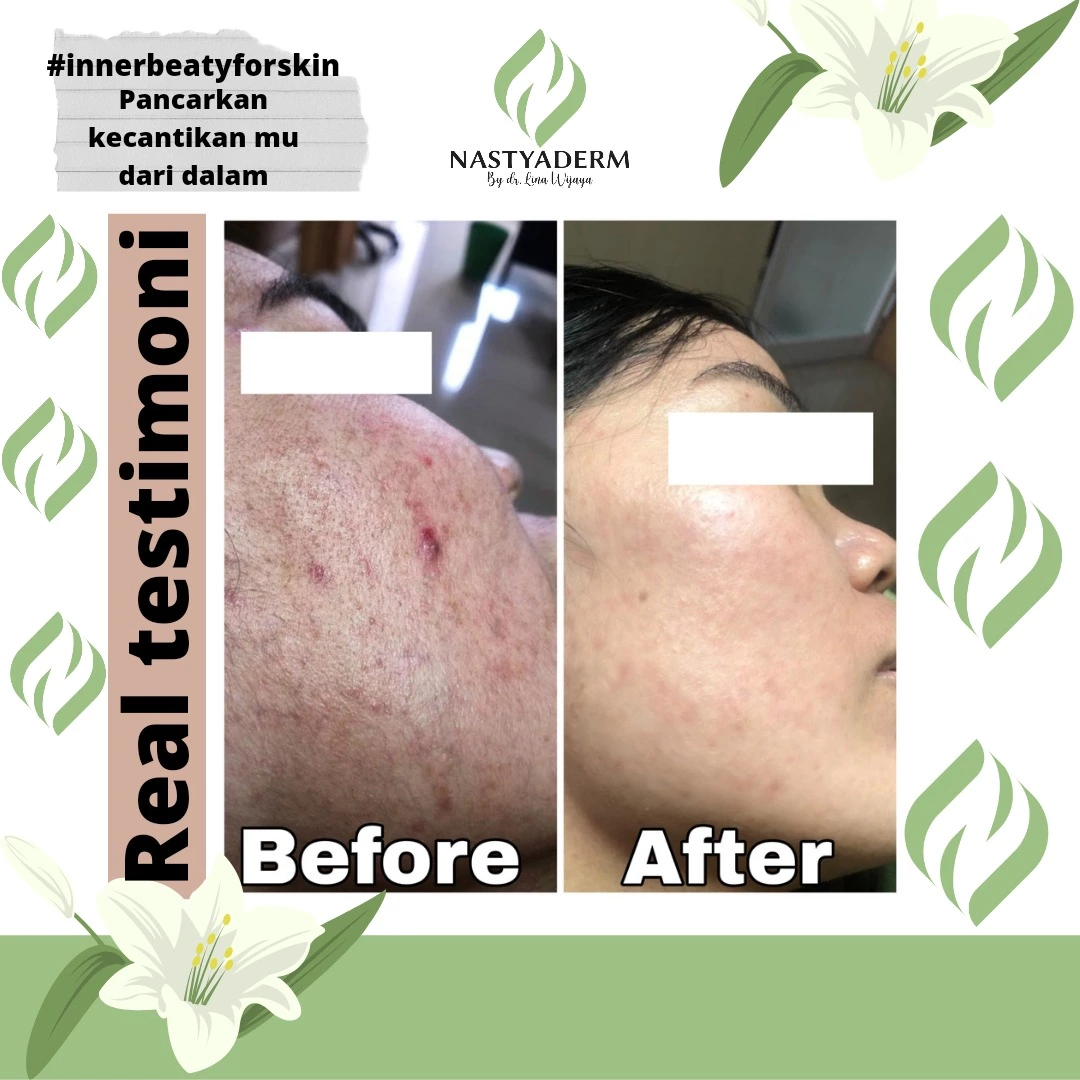 #innerbeatyforskin
Pancarkan
kecantikan mu
dari dalam
NASTYADERM
By dr. Lina Wijaya
Real testimoni
Before
After